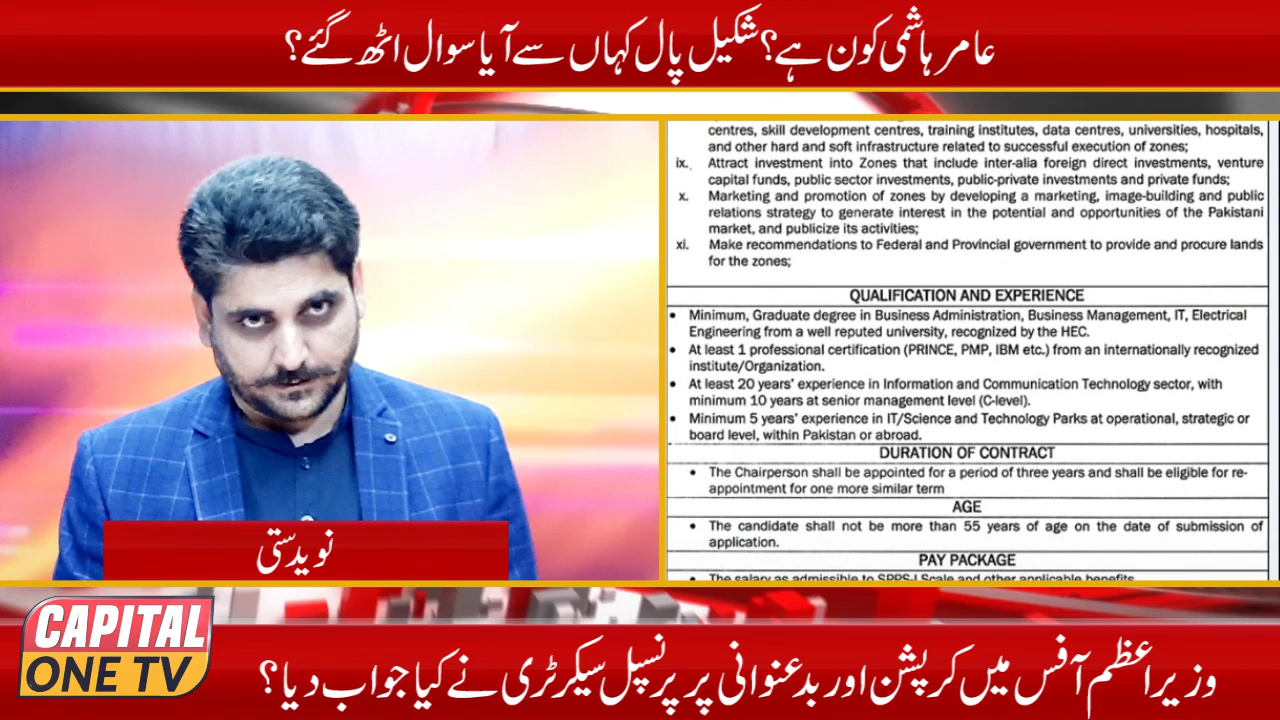 عامر ہاشمی کون ہے؟ شکیل پال کہاں سے آیا سوال اٹھ گئے؟
centres, skill development centres, training institutes, data centres, universities, hospitals,
and other hard and soft infrastructure related to successful execution of zones;
ix. Attract investment into Zones that include inter-alia foreign direct investments, venture
capital funds, public sector investments, public-private investments and private funds;
x. Marketing and promotion of zones by developing a marketing, image-building and public
relations strategy to generate interest in the potential and opportunities of the Pakistani
market, and publicize its activities;
xi. Make recommendations to Federal and Provincial government to provide and procure lands
for the zones;
QUALIFICATION AND EXPERIENCE
• Minimum, Graduate degree in Business Administration, Business Management, IT, Electrical
Engineering from a well reputed university, recognized by the HEC.
• At least 1 professional certification (PRINCE, PMP, IBM etc.) from an internationally recognized
institute/Organization.
• At least 20 years' experience in Information and Communication Technology sector, with
minimum 10 years at senior management level (C-level).
• Minimum 5 years' experience in IT/Science and Technology Parks at operational, strategic or
board level, within Pakistan or abroad.
DURATION OF CONTRACT
• The Chairperson shall be appointed for a period of three years and shall be eligible for re-
appointment for one more similar term
AGE
• The candidate shall not be more than 55 years of age on the date of submission of
application.
PAY PACKAGE
• The salary as admissible to SPPS-I Scale and other applicable benefits
نوید ستی
CAPITAL
ONE TV
وزیراعظم آفس میں کرپشن اور بدعنوانی پر پرنسپل سیکرٹری نے کیا جواب دیا؟